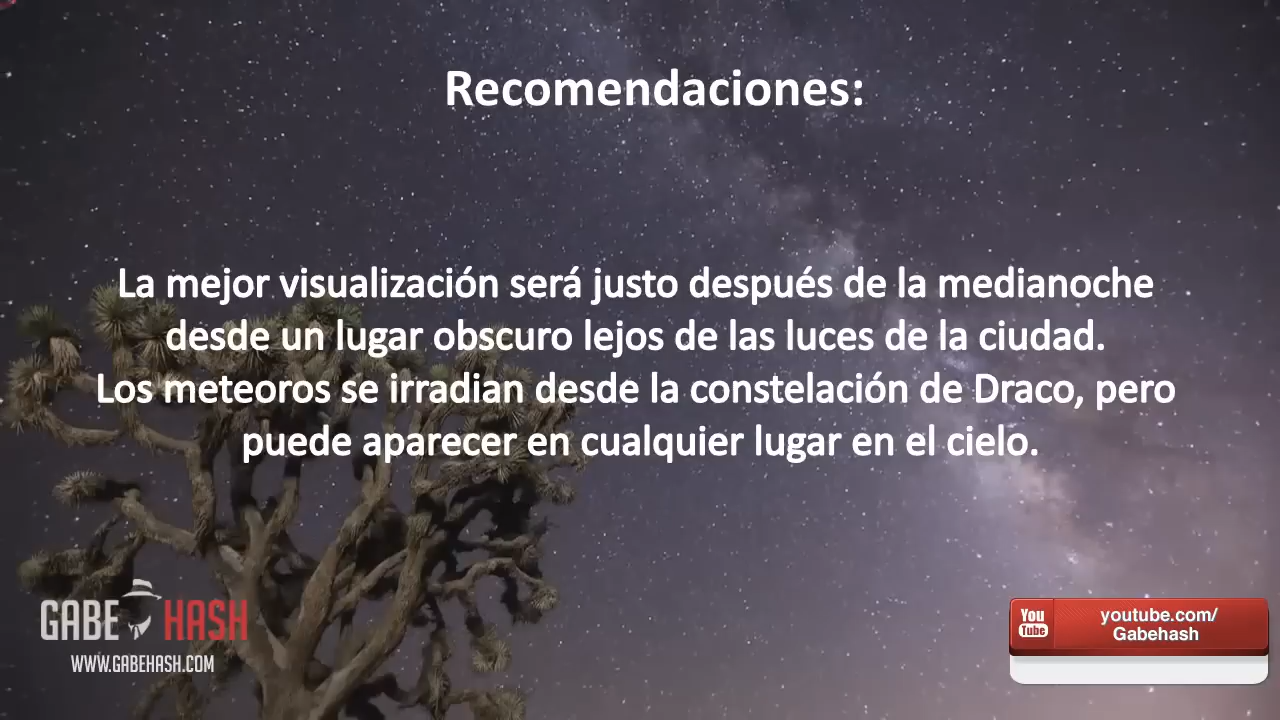 Recomendaciones:
La mejor visualización será justo después de la medianoche
desde un lugar obscuro lejos de las luces de la ciudad.
Los meteoros se irradian desde la constelación de Draco, pero
puede aparecer en cualquier lugar en el cielo.
GABE HASH
WWW.GABEHASH.COM
You Tube
youtube.com/
Gabehash